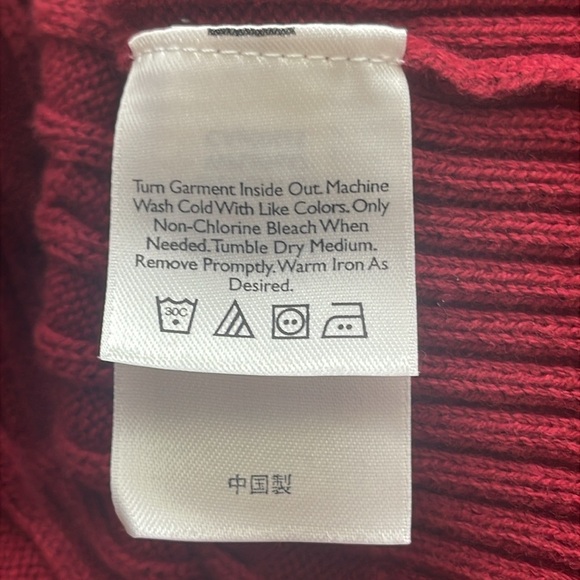 Turn Garment Inside Out. Machine
Wash Cold With Like Colors. Only
Non-Chlorine Bleach When
Needed. Tumble Dry Medium.
Remove Promptly. Warm Iron As
Desired.
30C
中国製